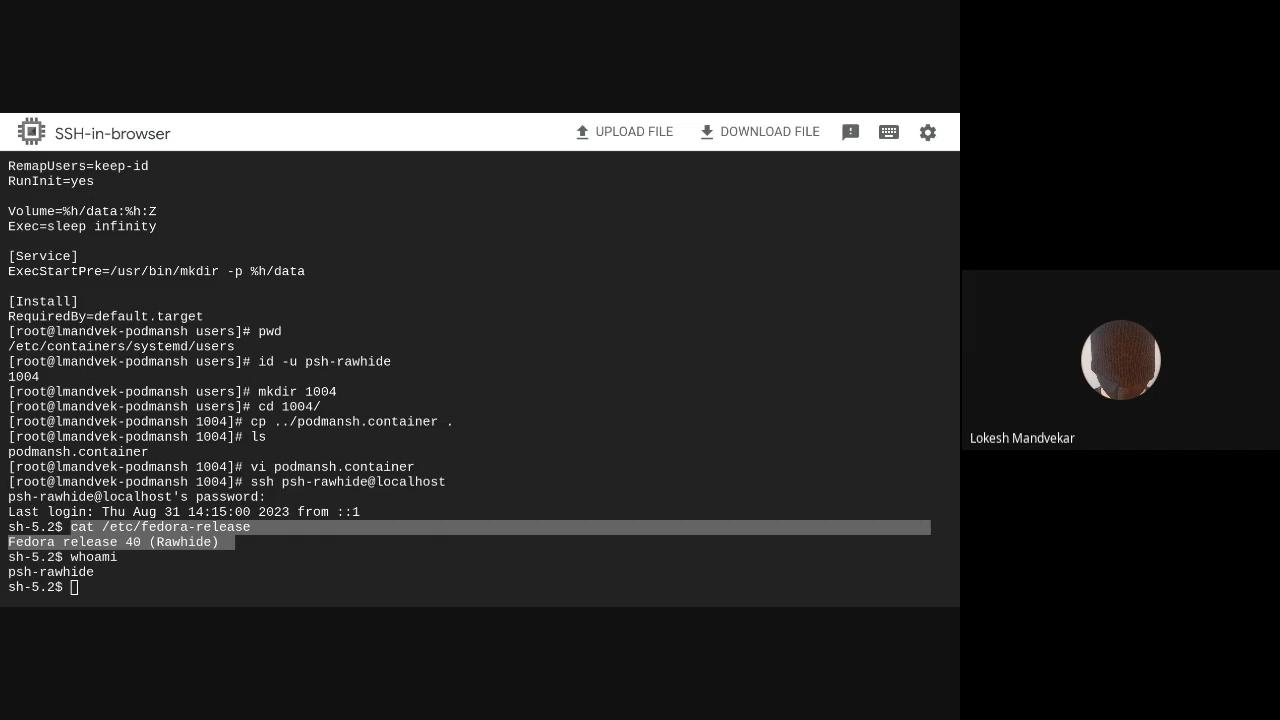 SSH-in-browser
UPLOAD FILE
DOWNLOAD FILE
RemapUsers=keep-id
RunInit=yes
Volume=%h/data:%h:Z
Exec=sleep infinity
[Service]
ExecStartPre=/usr/bin/mkdir -p %h/data
[Install]
RequiredBy=default.target
[root@lmandvek-podmansh users]# pwd
/etc/containers/systemd/users
[root@lmandvek-podmansh users]# id -u psh-rawhide
1004
[root@lmandvek-podmansh users]# mkdir 1004
[root@lmandvek-podmansh users]# cd 1004/
[root@lmandvek-podmansh 1004]# cp ../podmansh.container .
[root@lmandvek-podmansh 1004]# ls
podmansh.container
[root@lmandvek-podmansh 1004]# vi podmansh.container
[root@lmandvek-podmansh 1004]# ssh psh-rawhide@localhost
psh-rawhide@localhost's password:
Last login: Thu Aug 31 14:15:00 2023 from ::1
sh-5.2$ cat /etc/fedora-release
Fedora release 40 (Rawhide)
sh-5.2$ whoami
psh-rawhide
sh-5.2$
Lokesh Mandvekar